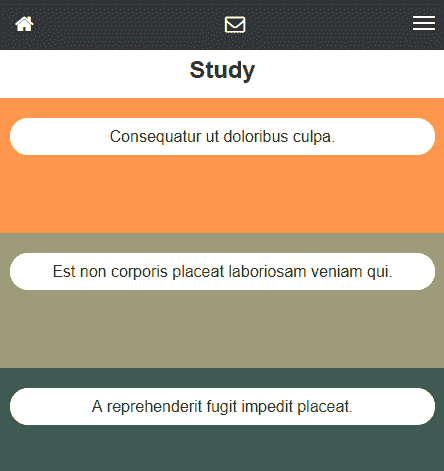 Study
Consequatur ut doloribus culpa.
Est non corporis placeat laboriosam veniam qui.
A reprehenderit fugit impedit placeat.